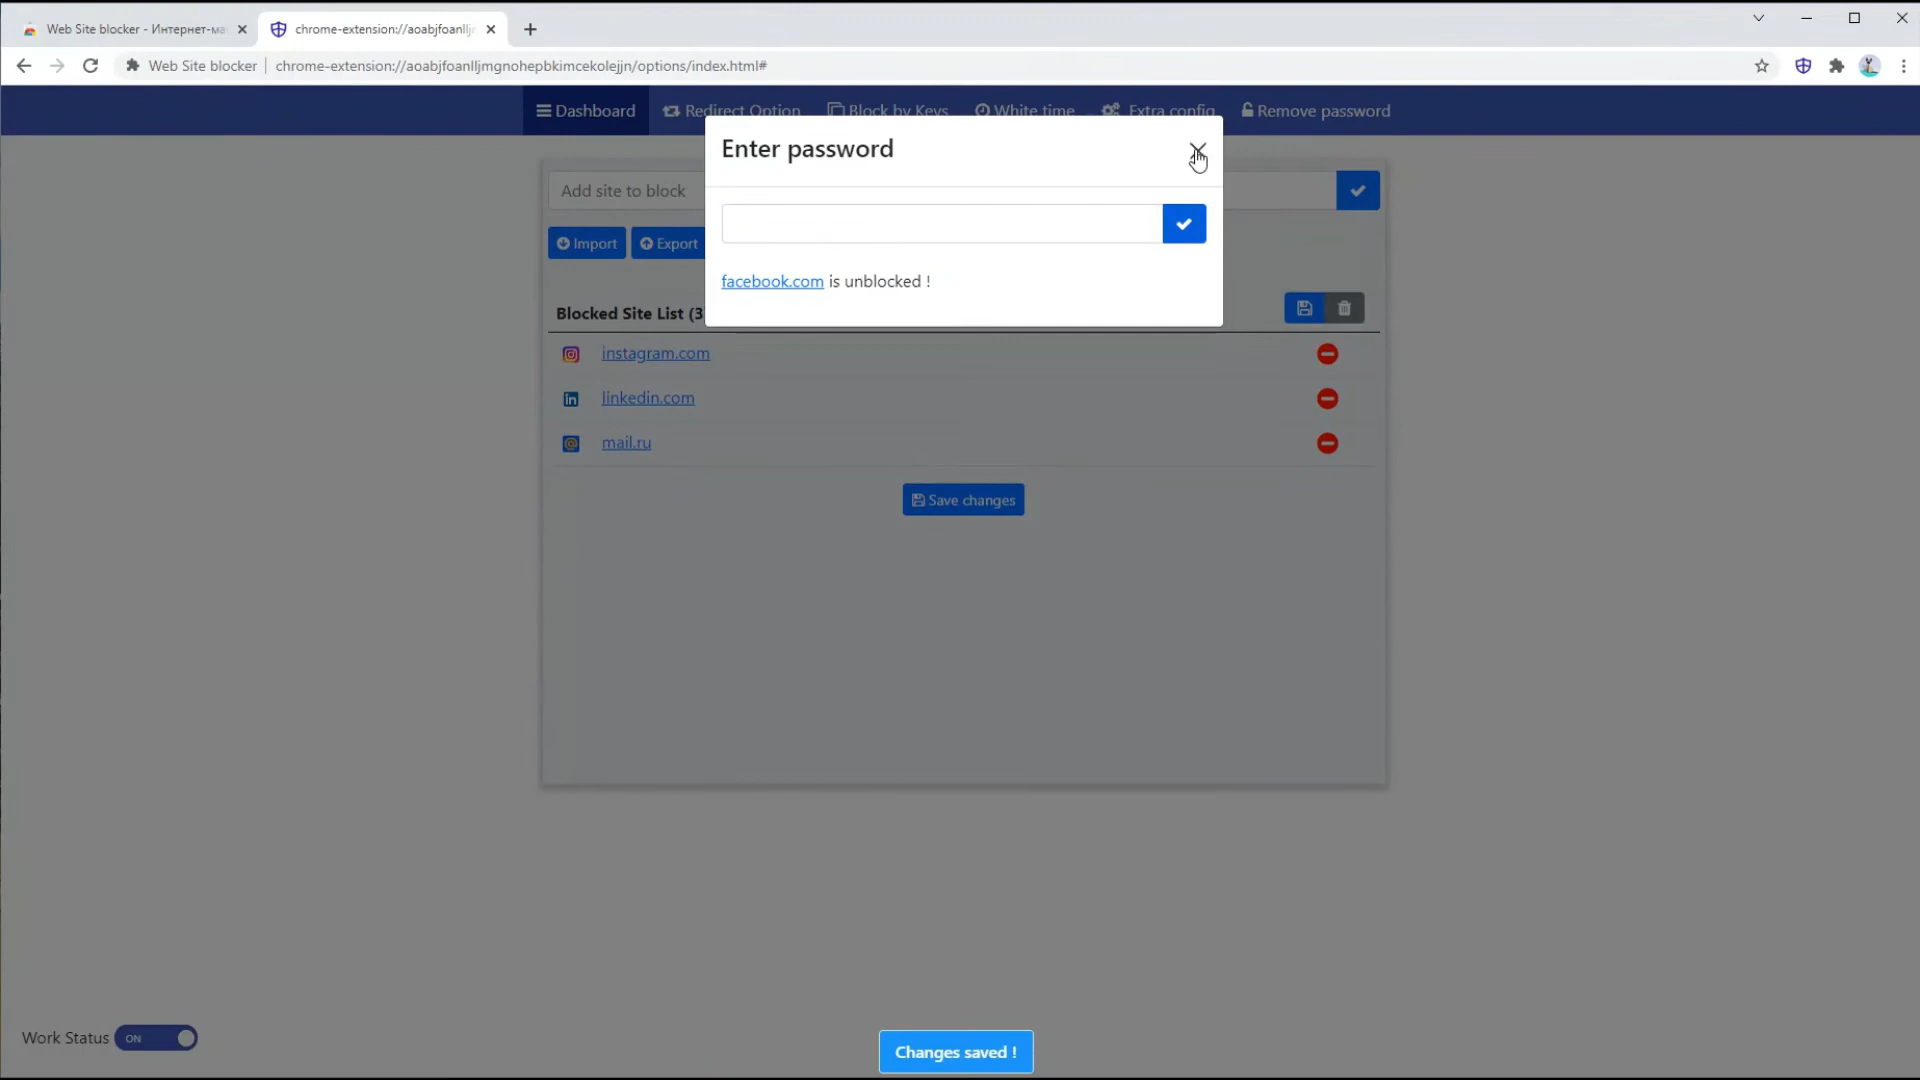 Web Site blocker - Интернет-ма
chrome-extension://aoabjfoanllj
Web Site blocker
chrome-extension://aoabjfoanlljmgnohepbkimcekolejjn/options/index.html#
Dashboard
Redirect Option
Block by Keys
White time
Extra config
Remove password
Enter password
Add site to block
Import
Export
facebook.com is unblocked !
Blocked Site List (3
instagram.com
linkedin.com
mail.ru
Save changes
Work Status
ON
Changes saved !